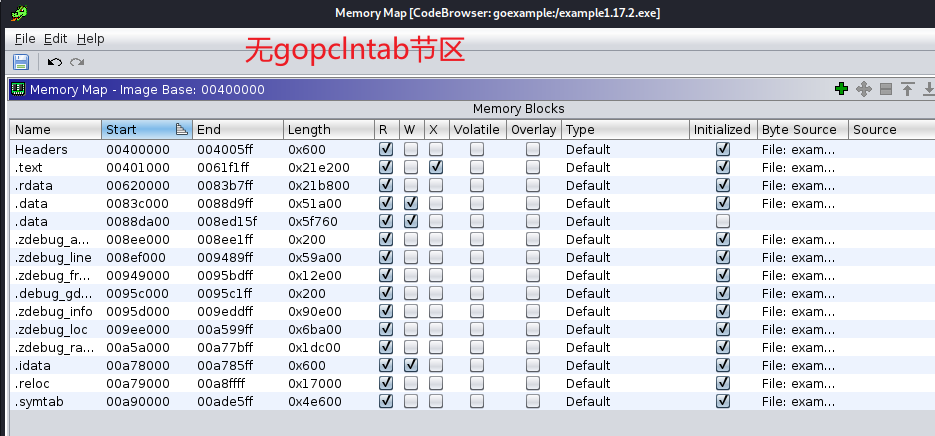 Memory Map [CodeBrowser: goexample:/example1.17.2.exe]
File Edit Help
无gopclntab节区
Memory Map - Image Base: 00400000
Memory Blocks
Name Start End Length R W X Volatile Overlay Type Initialized Byte Source Source
Headers 00400000 004005ff 0x600 Default File: exam...
.text 00401000 0061f1ff 0x21e200 Default File: exam...
.rdata 00620000 0083b7ff 0x21b800 Default File: exam...
.data 0083c000 0088d9ff 0x51a00 Default File: exam...
.data 0088da00 008ed15f 0x5f760 Default
.zdebug_a... 008ee000 008ee1ff 0x200 Default File: exam...
.zdebug_line 008ef000 009489ff 0x59a00 Default File: exam...
.zdebug_fr... 00949000 0095bdff 0x12e00 Default File: exam...
.debug_gd... 0095c000 0095c1ff 0x200 Default File: exam...
.zdebug_info 0095d000 009eddff 0x90e00 Default File: exam...
.zdebug_loc 009ee000 00a599ff 0x6ba00 Default File: exam...
.zdebug_ra... 00a5a000 00a77bff 0x1dc00 Default File: exam...
.idata 00a78000 00a785ff 0x600 Default File: exam...
.reloc 00a79000 00a8ffff 0x17000 Default File: exam...
.symtab 00a90000 00ade5ff 0x4e600 Default File: exam...